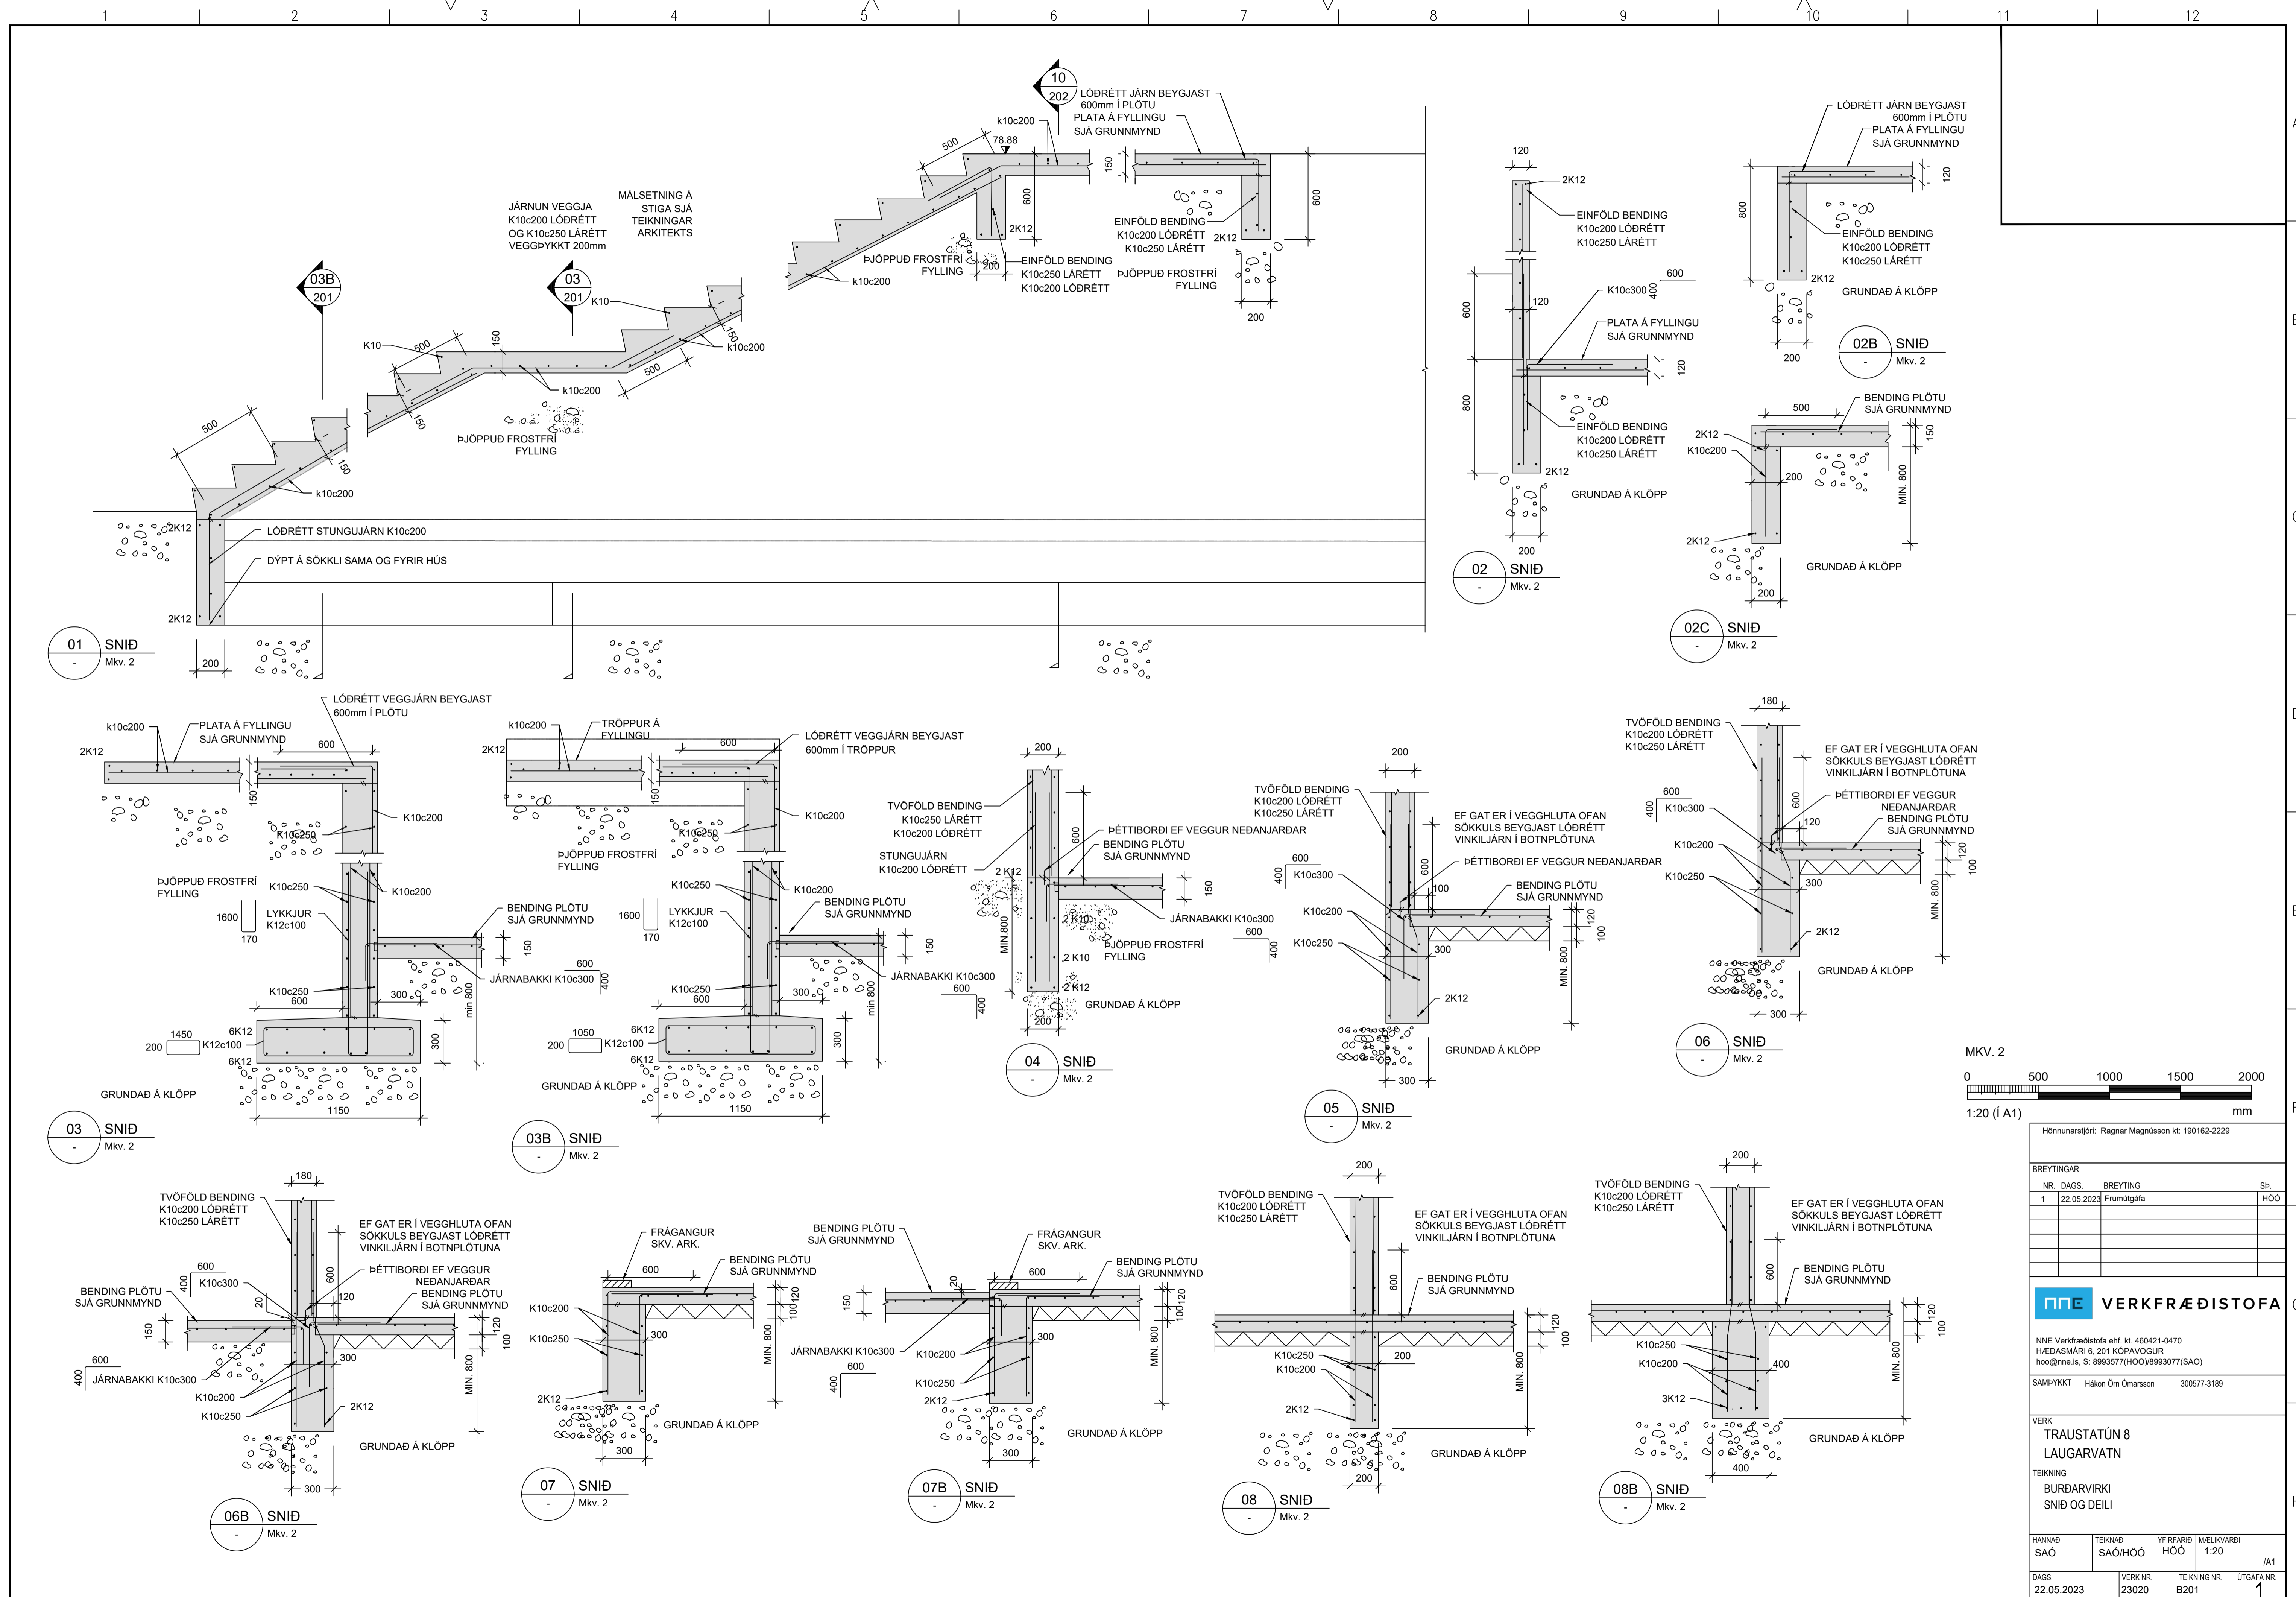 1 2 3 4 5 6 7 8 9 10 11 12
10
202
LÓÐRÉTT JÁRN BEYGJAST
600mm Í PLÖTU
PLATA Á FYLLINGU
SJÁ GRUNNMYND
k10c200
78.88
500
150
600
600
JÁRNUN VEGGJA
K10c200 LÓÐRÉTT
OG K10c250 LÁRÉTT
VEGGÞYKKT 200mm
MÁLSETNING Á
STIGA SJÁ
TEIKNINGAR
ARKITEKTS
EINFÖLD BENDING
K10c200 LÓÐRÉTT
K10c250 LÁRÉTT
2K12
2K12
ÞJÖPPUÐ FROSTFRÍ
FYLLING
200
EINFÖLD BENDING
K10c250 LÁRÉTT
K10c200 LÓÐRÉTT
ÞJÖPPUÐ FROSTFRÍ
FYLLING
200
k10c200
03B
201
03
201
K10
K10
500
150
150
k10c200
500
k10c200
150
ÞJÖPPUÐ FROSTFRÍ
FYLLING
500
150
k10c200
2K12
LÓÐRÉTT STUNGUJÁRN K10c200
DÝPT Á SÖKKLI SAMA OG FYRIR HÚS
2K12
200
01
-
SNIÐ
Mkv. 2
120
2K12
EINFÖLD BENDING
K10c200 LÓÐRÉTT
K10c250 LÁRÉTT
600
K10c300
400
600
120
PLATA Á FYLLINGU
SJÁ GRUNNMYND
120
800
EINFÖLD BENDING
K10c200 LÓÐRÉTT
K10c250 LÁRÉTT
2K12
GRUNDAÐ Á KLÖPP
200
02
-
SNIÐ
Mkv. 2
LÓÐRÉTT JÁRN BEYGJAST
600mm Í PLÖTU
PLATA Á FYLLINGU
SJÁ GRUNNMYND
120
800
EINFÖLD BENDING
K10c200 LÓÐRÉTT
K10c250 LÁRÉTT
2K12
GRUNDAÐ Á KLÖPP
200
02B
-
SNIÐ
Mkv. 2
BENDING PLÖTU
SJÁ GRUNNMYND
500
2K12
K10c200
150
200
MIN. 800
2K12
GRUNDAÐ Á KLÖPP
200
02C
-
SNIÐ
Mkv. 2
LÓÐRÉTT VEGGJÁRN BEYGJAST
600mm Í PLÖTU
k10c200
PLATA Á FYLLINGU
SJÁ GRUNNMYND
2K12
600
150
K10c200
K10c250
ÞJÖPPUÐ FROSTFRÍ
FYLLING
K10c250
K10c200
1600
170
LYKKJUR
K12c100
BENDING PLÖTU
SJÁ GRUNNMYND
150
JÁRNABAKKI K10c300
600
400
K10c250
600
300
min 800
1450
200
6K12
K12c100
6K12
300
GRUNDAÐ Á KLÖPP
1150
03
-
SNIÐ
Mkv. 2
k10c200
TRÖPPUR Á
FYLLINGU
2K12
600
LÓÐRÉTT VEGGJÁRN BEYGJAST
600mm Í TRÖPPUR
150
K10c200
K10c250
ÞJÖPPUÐ FROSTFRÍ
FYLLING
K10c250
K10c200
1600
170
LYKKJUR
K12c100
BENDING PLÖTU
SJÁ GRUNNMYND
150
JÁRNABAKKI K10c300
600
400
K10c250
600
300
min 800
1050
200
6K12
K12c100
6K12
300
GRUNDAÐ Á KLÖPP
1150
03B
-
SNIÐ
Mkv. 2
200
TVÖFÖLD BENDING
K10c250 LÁRÉTT
K10c200 LÓÐRÉTT
600
ÞÉTTIBORÐI EF VEGGUR NEÐANJARÐAR
BENDING PLÖTU
SJÁ GRUNNMYND
STUNGUJÁRN
K10c200 LÓÐRÉTT
2 K12
150
MIN.800
2 K10
JÁRNABAKKI K10c300
600
400
ÞJÖPPUÐ FROSTFRÍ
FYLLING
2 K10
2 K12
GRUNDAÐ Á KLÖPP
200
04
-
SNIÐ
Mkv. 2
200
TVÖFÖLD BENDING
K10c200 LÓÐRÉTT
K10c250 LÁRÉTT
EF GAT ER Í VEGGHLUTA OFAN
SÖKKULS BEYGJAST LÓÐRÉTT
VINKILJÁRN Í BOTNPLÖTUNA
600
400
K10c300
600
100
ÞÉTTIBORÐI EF VEGGUR NEÐANJARÐAR
BENDING PLÖTU
SJÁ GRUNNMYND
K10c200
K10c250
120
100
300
MIN. 800
2K12
GRUNDAÐ Á KLÖPP
300
05
-
SNIÐ
Mkv. 2
180
TVÖFÖLD BENDING
K10c200 LÓÐRÉTT
K10c250 LÁRÉTT
EF GAT ER Í VEGGHLUTA OFAN
SÖKKULS BEYGJAST LÓÐRÉTT
VINKILJÁRN Í BOTNPLÖTUNA
600
400
K10c300
600
ÞÉTTIBORÐI EF VEGGUR
NEÐANJARÐAR
BENDING PLÖTU
SJÁ GRUNNMYND
120
K10c200
K10c250
120
100
300
MIN. 800
2K12
GRUNDAÐ Á KLÖPP
300
06
-
SNIÐ
Mkv. 2
MKV. 2
0 500 1000 1500 2000
1:20 (Í A1) mm
180
TVÖFÖLD BENDING
K10c200 LÓÐRÉTT
K10c250 LÁRÉTT
EF GAT ER Í VEGGHLUTA OFAN
SÖKKULS BEYGJAST LÓÐRÉTT
VINKILJÁRN Í BOTNPLÖTUNA
600
400
K10c300
600
ÞÉTTIBORÐI EF VEGGUR
NEÐANJARÐAR
BENDING PLÖTU
SJÁ GRUNNMYND
BENDING PLÖTU
SJÁ GRUNNMYND
20
120
150
120
100
300
600
400
JÁRNABAKKI K10c300
K10c200
K10c250
MIN. 800
2K12
GRUNDAÐ Á KLÖPP
300
06B
-
SNIÐ
Mkv. 2
FRÁGANGUR
SKV. ARK.
600
BENDING PLÖTU
SJÁ GRUNNMYND
K10c200
K10c250
120
100
300
MIN. 800
2K12
GRUNDAÐ Á KLÖPP
300
07
-
SNIÐ
Mkv. 2
BENDING PLÖTU
SJÁ GRUNNMYND
FRÁGANGUR
SKV. ARK.
600
BENDING PLÖTU
SJÁ GRUNNMYND
20
150
120
100
300
JÁRNABAKKI K10c300
600
400
K10c200
K10c250
2K12
MIN. 800
GRUNDAÐ Á KLÖPP
300
07B
-
SNIÐ
Mkv. 2
200
TVÖFÖLD BENDING
K10c200 LÓÐRÉTT
K10c250 LÁRÉTT
EF GAT ER Í VEGGHLUTA OFAN
SÖKKULS BEYGJAST LÓÐRÉTT
VINKILJÁRN Í BOTNPLÖTUNA
600
BENDING PLÖTU
SJÁ GRUNNMYND
120
100
K10c250
K10c200
200
MIN. 800
2K12
GRUNDAÐ Á KLÖPP
200
08
-
SNIÐ
Mkv. 2
200
TVÖFÖLD BENDING
K10c200 LÓÐRÉTT
K10c250 LÁRÉTT
EF GAT ER Í VEGGHLUTA OFAN
SÖKKULS BEYGJAST LÓÐRÉTT
VINKILJÁRN Í BOTNPLÖTUNA
600
BENDING PLÖTU
SJÁ GRUNNMYND
120
100
K10c250
K10c200
400
MIN. 800
3K12
GRUNDAÐ Á KLÖPP
400
08B
-
SNIÐ
Mkv. 2
Hönnunarstjóri: Ragnar Magnússon kt: 190162-2229
BREYTINGAR
NR. DAGS. BREYTING SÞ.
1 22.05.2023 Frumútgáfa HÖÓ
NNE VERKFRÆÐISTOFA
NNE Verkfræðistofa ehf. kt. 460421-0470
HÆÐASMÁRI 6, 201 KÓPAVOGUR
hoo@nne.is, S: 8993577(HOO)/8993077(SAO)
SAMÞYKKT Hákon Örn Ómarsson 300577-3189
VERK
TRAUSTATÚN 8
LAUGARVATN
TEIKNING
BURÐARVIRKI
SNIÐ OG DEILI
HANNAÐ TEIKNAÐ YFIRFARIÐ MÆLIKVARÐI
SAÓ SAÓ/HÖÓ HÖÓ 1:20
/A1
DAGS. VERK NR. TEIKNING NR. ÚTGÁFA NR.
22.05.2023 23020 B201 1